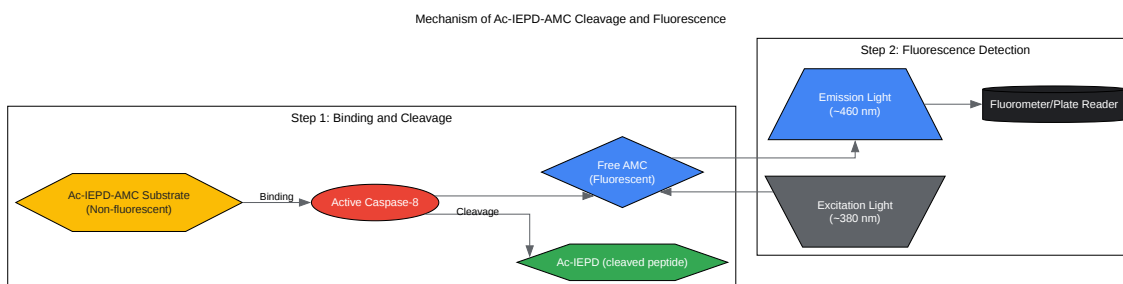 Mechanism of Ac-IEPD-AMC Cleavage and Fluorescence
Step 1: Binding and Cleavage
Ac-IEPD-AMC Substrate
(Non-fluorescent)
Binding
Active Caspase-8
Cleavage
Free AMC
(Fluorescent)
Ac-IEPD (cleaved peptide)
Step 2: Fluorescence Detection
Emission Light
(~460 nm)
Fluorometer/Plate Reader
Excitation Light
(~380 nm)